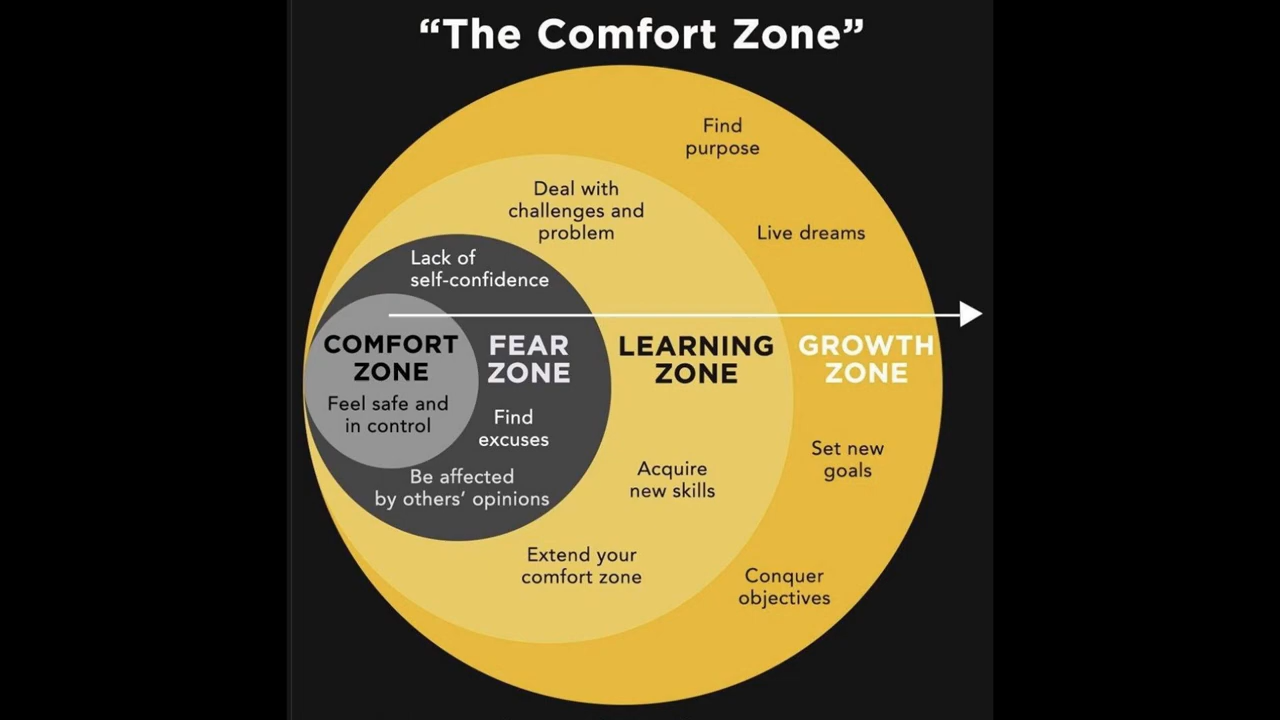 “The Comfort Zone”
Find
purpose
Deal with
challenges and
problem
Live dreams
Lack of
self-confidence
COMFORT
ZONE
Feel safe and
in control
FEAR
ZONE
Find
excuses
Be affected
by others’ opinions
LEARNING
ZONE
Acquire
new skills
Extend your
comfort zone
GROWTH
ZONE
Set new
goals
Conquer
objectives